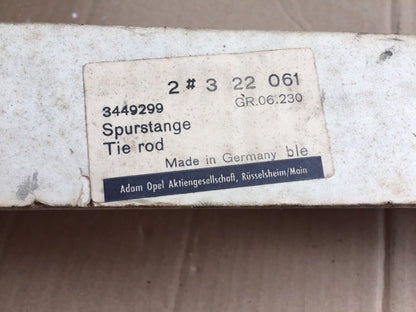 2 # 3 22 061
3449299 GR.06.230
Spurstange
Tie rod
Made in Germany ble
Adam Opel Aktiengesellschaft, Rüsselsheim/Main